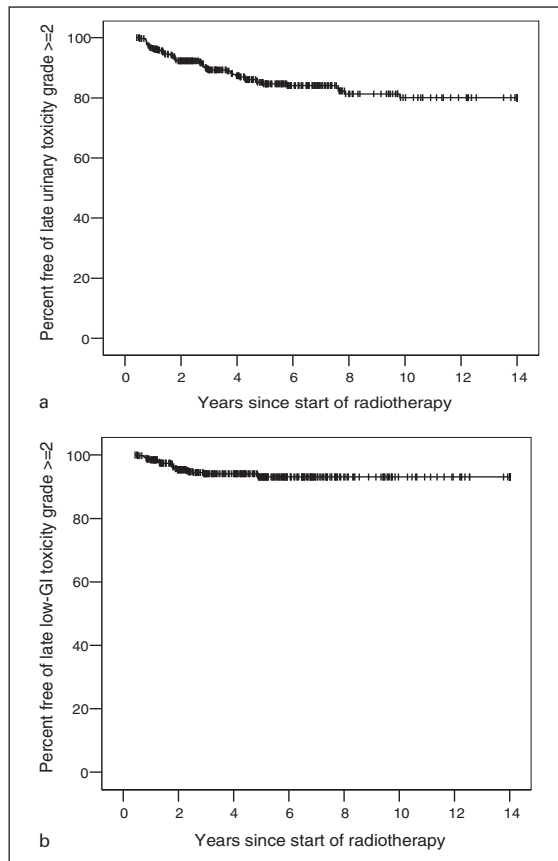 Percent free of late urinary toxicity grade >=2
100
80
60
40
20
0
0 2 4 6 8 10 12 14
a
Years since start of radiotherapy
Percent free of late low-GI toxicity grade >=2
100
80
60
40
20
0
0 2 4 6 8 10 12 14
b
Years since start of radiotherapy